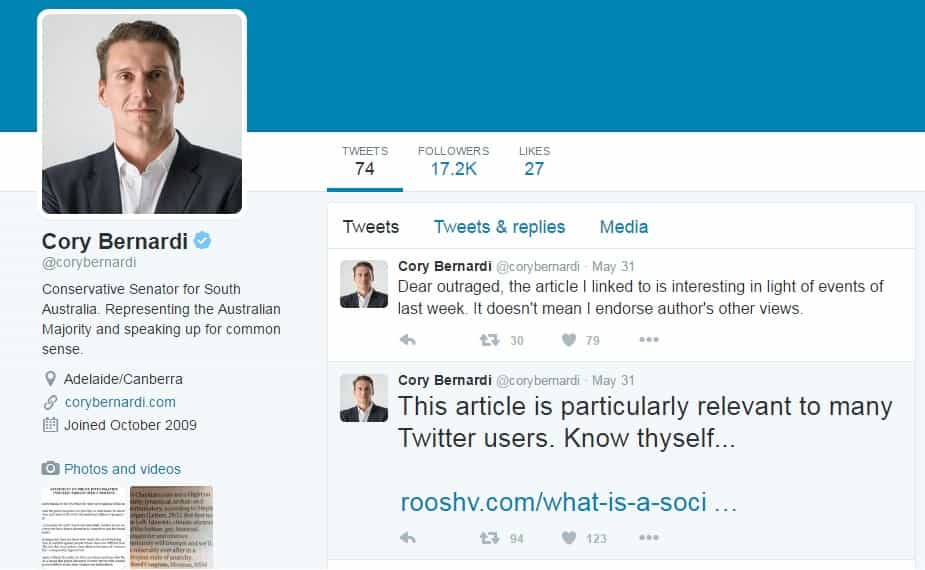 TWEETS FOLLOWERS LIKES
74 17.2K 27
Cory Bernardi
@corybernardi
Conservative Senator for South
Australia. Representing the Australian
Majority and speaking up for common
sense.
Adelaide/Canberra
corybernardi.com
Joined October 2009
Photos and videos
Tweets Tweets & replies Media
Cory Bernardi @corybernardi · May 31
Dear outraged, the article I linked to is interesting in light of events of
last week. It doesn't mean I endorse author's other views.
30 79
Cory Bernardi @corybernardi · May 31
This article is particularly relevant to many
Twitter users. Know thyself...
rooshv.com/what-is-a-soci ...
94 123